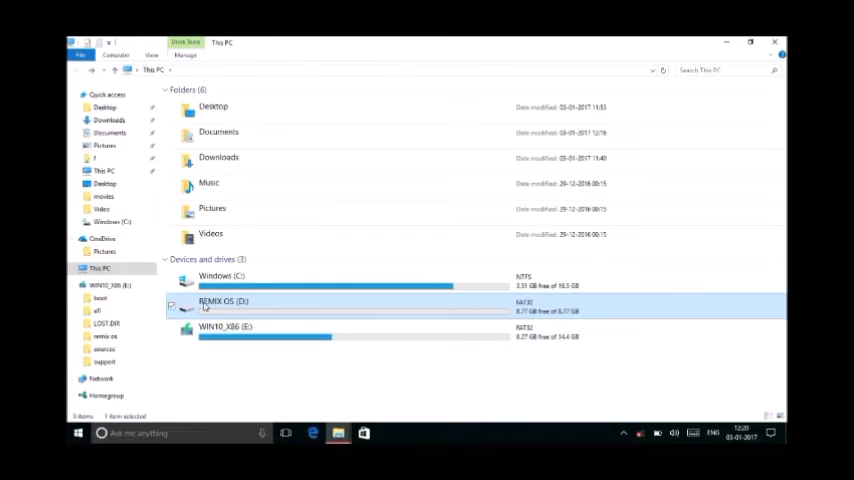 Drive Tools This PC
File Computer View Manage
This PC
Search This PC
Quick access
Desktop
Downloads
Documents
Pictures
f
This PC
Desktop
movies
Video
Windows (C:)
OneDrive
Pictures
This PC
WIN10_X86 (E:)
boot
efi
LOST.DIR
remix os
sources
support
Network
Homegroup
Folders (6)
Desktop Date modified: 03-01-2017 11:53
Documents Date modified: 03-01-2017 12:16
Downloads Date modified: 03-01-2017 11:40
Music Date modified: 29-12-2016 00:15
Pictures Date modified: 29-12-2016 00:15
Videos Date modified: 29-12-2016 00:15
Devices and drives (3)
Windows (C:) NTFS
3.51 GB free of 19.5 GB
REMIX OS (D:) FAT32
8.77 GB free of 8.77 GB
WIN10_X86 (E:) FAT32
8.27 GB free of 14.4 GB
items 1 item selected
Ask me anything
ENG 12:20
03-01-2017